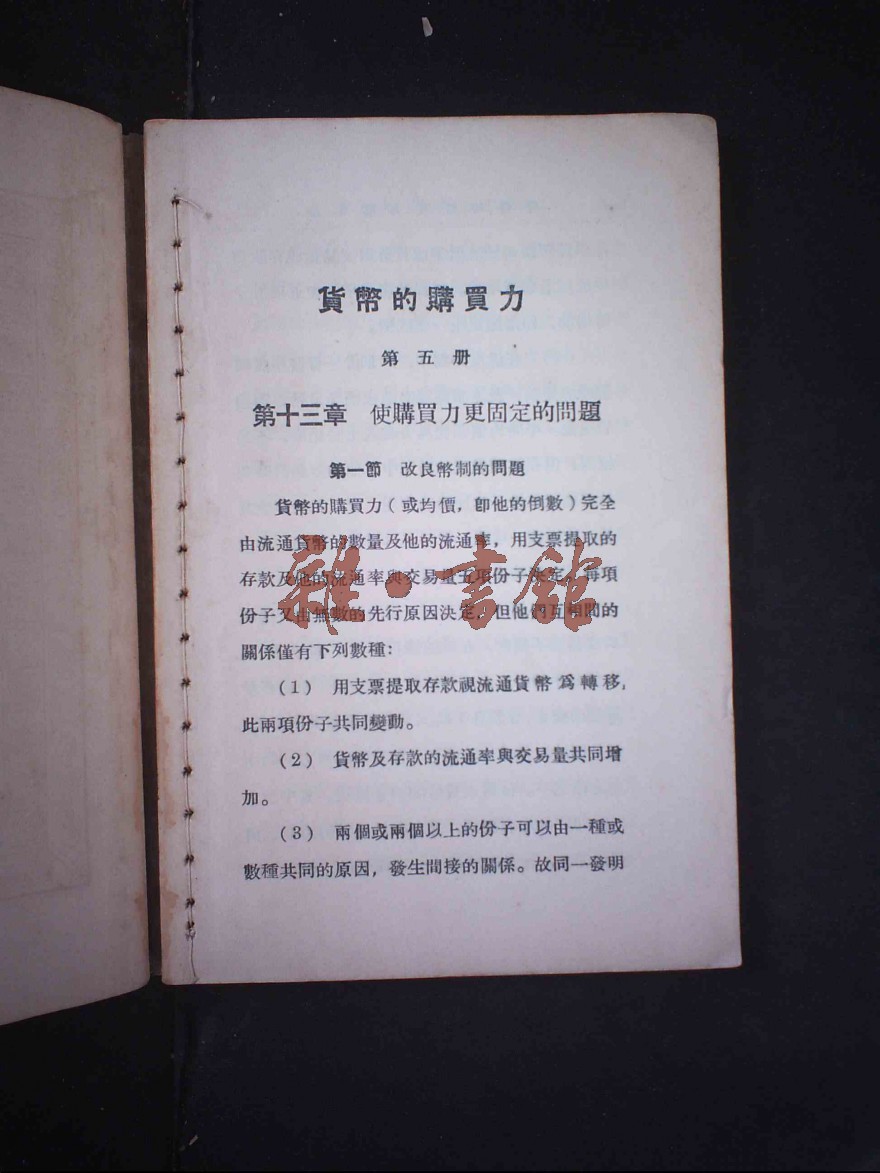 貨幣的購買力
第五册
第十三章　使購買力更固定的問題
第一節　改良幣制的問題
貨幣的購買力（或均價，卽他的倒數）完全
由流通貨幣的數量及他的流通率，用支票提取的
存款及他的流通率與交易量五項份子決定，每項
份子又由無數的先行原因決定，但他們互相間的
關係僅有下列數種：
（1）　用支票提取存款視流通貨幣爲轉移，
此兩項份子共同變動。
（2）　貨幣及存款的流通率與交易量共同增
加。
（3）　兩個或兩個以上的份子可以由一種或
數種共同的原因，發生間接的關係。故同一發明
雜·書館